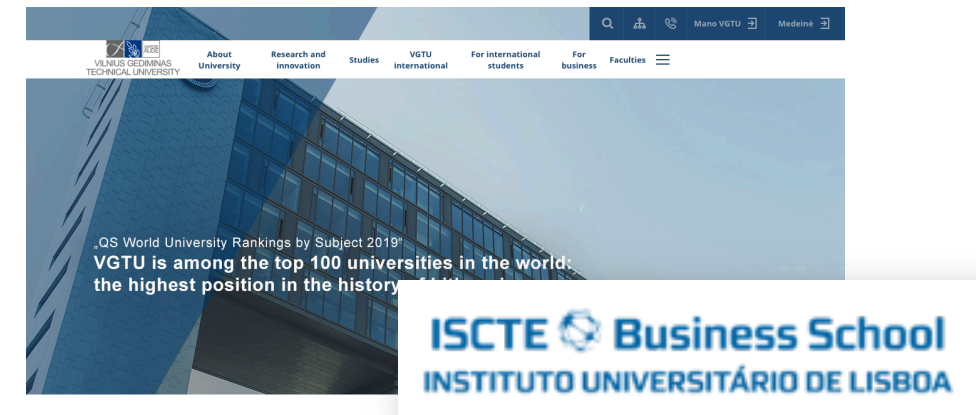 Mano VGTU
Medeinė
VILNIUS GEDIMINAS
TECHNICAL UNIVERSITY
About
University
Research and
innovation
Studies
VGTU
international
For international
students
For
business
Faculties
„QS World University Rankings by Subject 2019“
VGTU is among the top 100 universities in the world:
the highest position in the history
ISCTE Business School
INSTITUTO UNIVERSITÁRIO DE LISBOA